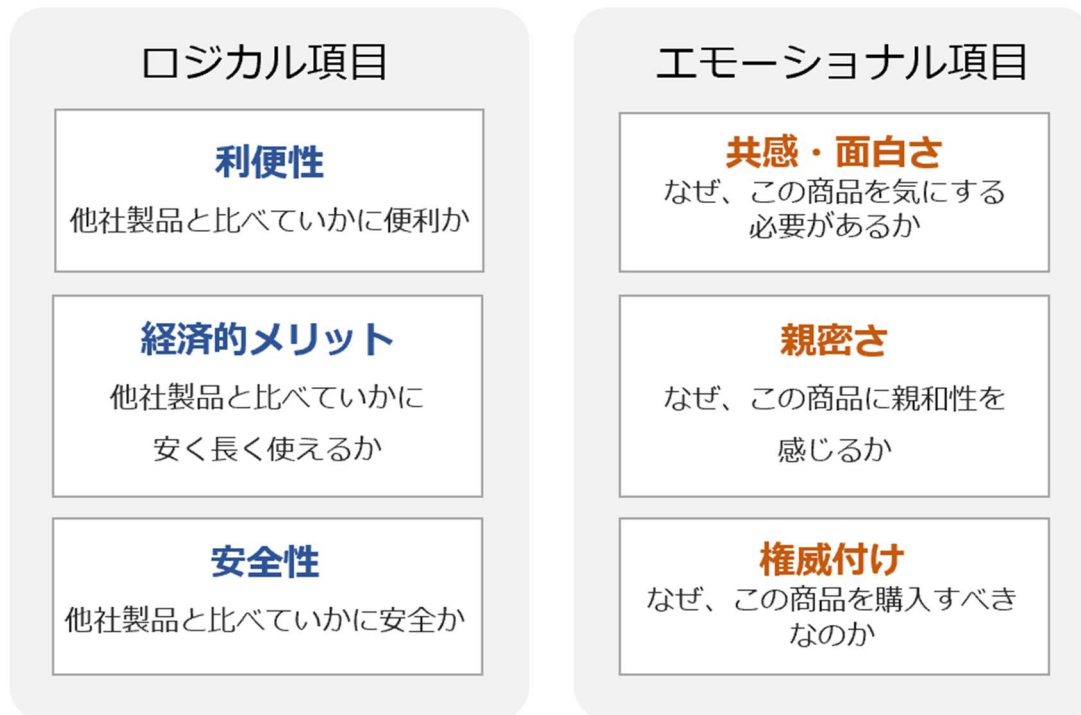 ロジカル項目
利便性
他社製品と比べていかに便利か
経済的メリット
他社製品と比べていかに
安く長く使えるか
安全性
他社製品と比べていかに安全か
エモーショナル項目
共感・面白さ
なぜ、この商品を気にする
必要があるか
親密さ
なぜ、この商品に親和性を
感じるか
権威付け
なぜ、この商品を購入すべき
なのか